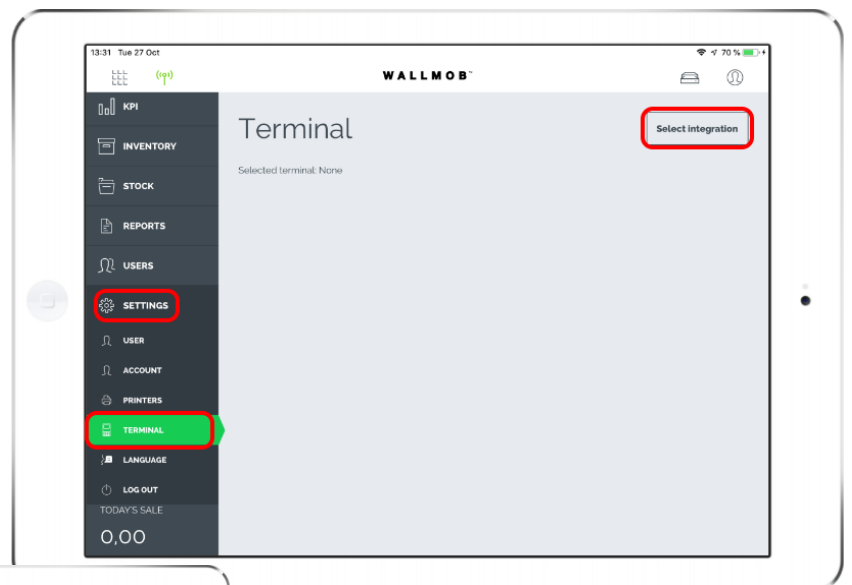 13:31 Tue 27 Oct
70 %
WALLMOB
KPI
INVENTORY
STOCK
REPORTS
USERS
SETTINGS
USER
ACCOUNT
PRINTERS
TERMINAL
LANGUAGE
LOG OUT
TODAY'S SALE
0,00
Terminal
Select integration
Selected terminal: None